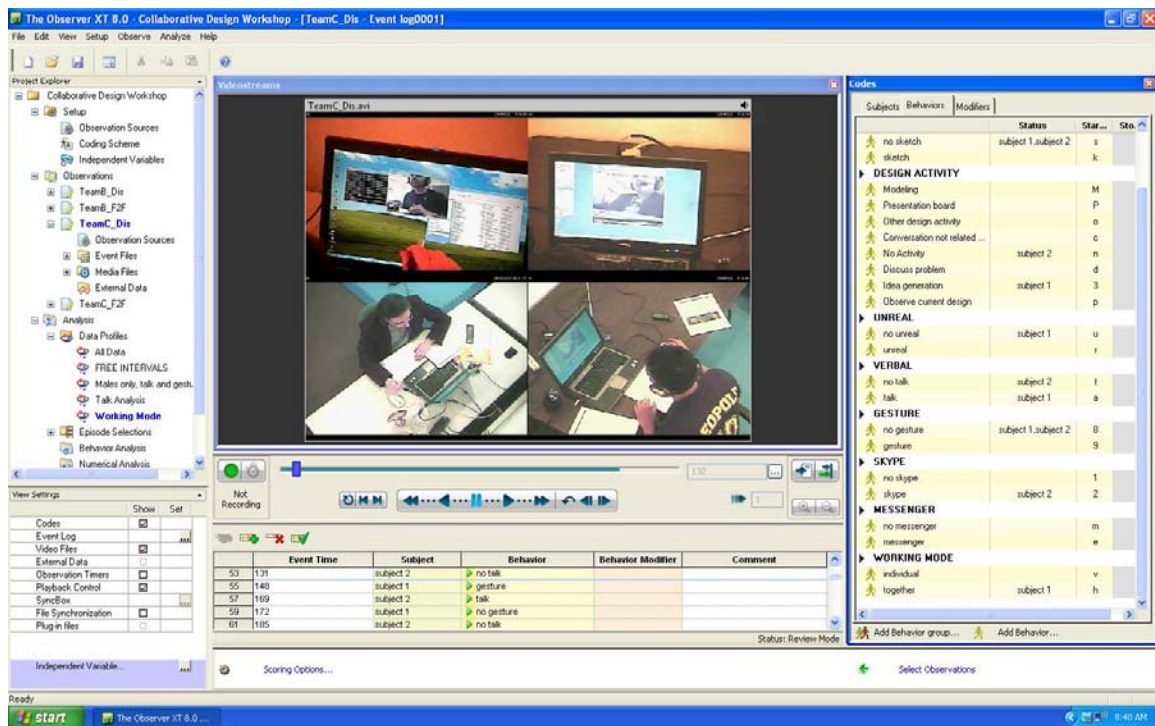 The Observer XT 8.0 - Collaborative Design Workshop - [TeamC_Dis - Event log0001]
File Edit View Setup Observe Analyze Help
Project Explorer
Collaborative Design Workshop
Setup
Observation Sources
Coding Scheme
Independent Variables
Observations
TeamB_Dis
TeamB_F2F
TeamC_Dis
Observation Sources
Event Files
Media Files
External Data
TeamC_F2F
Analysis
Data Profiles
All Data
FREE INTERVALS
Males only, talk and gestu
Talk Analysis
Working Mode
Episode Selections
Behavior Analysis
Numerical Analysis
View Settings
Show Set
Codes
Event Log
Video Files
External Data
Observation Timers
Playback Control
SyncBox
File Synchronization
Plug-in files
Independent Variable...
Videostreams
TeamC_Dis.avi
Not
Recording
132
1
Event Time Subject Behavior Behavior Modifier Comment
53 131 subject 2 no talk
55 148 subject 1 gesture
57 169 subject 2 talk
59 172 subject 1 no gesture
61 185 subject 2 no talk
Status: Review Mode
Scoring Options...
Select Observations
Codes
Subjects Behaviors Modifiers
Status Star... Sto.
no sketch subject 1,subject 2 s
sketch k
DESIGN ACTIVITY
Modeling M
Presentation board P
Other design activity o
Conversation not related ... c
No Activity subject 2 n
Discuss problem d
Idea generation subject 1 3
Observe current design p
UNREAL
no unreal subject 1 u
unreal r
VERBAL
no talk subject 2 t
talk subject 1 a
GESTURE
no gesture subject 1,subject 2 8
gesture 9
SKYPE
no skype 1
skype subject 2 2
MESSENGER
no messenger m
messenger e
WORKING MODE
individual v
together subject 1 h
Add Behavior group... Add Behavior...
Ready
start
The Observer XT 8.0 ...
8:40 AM